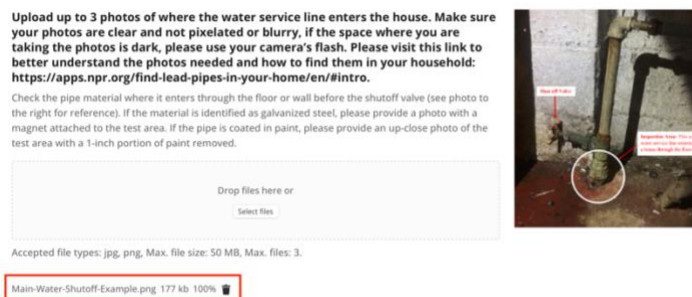 Upload up to 3 photos of where the water service line enters the house. Make sure
your photos are clear and not pixelated or blurry, if the space where you are
taking the photos is dark, please use your camera's flash. Please visit this link to
better understand the photos needed and how to find them in your household:
https://apps.npr.org/find-lead-pipes-in-your-home/en/#intro.
Check the pipe material where it enters through the floor or wall before the shutoff valve (see photo to
the right for reference). If the material is identified as galvanized steel, please provide a photo with a
magnet attached to the test area. If the pipe is coated in paint, please provide an up-close photo of the
test area with a 1-inch portion of paint removed.
Drop files here or
Select files
Accepted file types: jpg, png, Max. file size: 50 MB, Max. files: 3.
Main-Water-Shutoff-Example.png 177 kb 100%
Shut off Valve
Inspection Area: